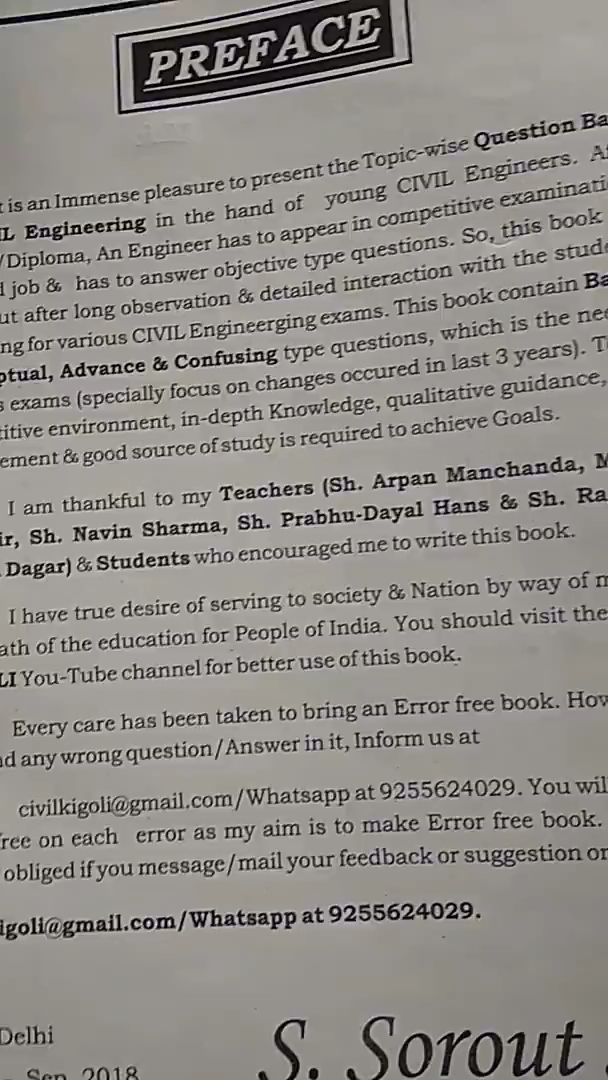 PREFACE
is an Immense pleasure to present the Topic-wise Question Ba
IL Engineering in the hand of young CIVIL Engineers. A
/Diploma, An Engineer has to appear in competitive examinati
job & has to answer objective type questions. So, this book
ut after long observation & detailed interaction with the stud
ng for various CIVIL Engineerging exams. This book contain Ba
ptual, Advance & Confusing type questions, which is the ne
s exams (specially focus on changes occured in last 3 years). T
titive environment, in-depth Knowledge, qualitative guidance,
ement & good source of study is required to achieve Goals.
I am thankful to my Teachers (Sh. Arpan Manchanda, M
ir, Sh. Navin Sharma, Sh. Prabhu-Dayal Hans & Sh. Ra
Dagar) & Students who encouraged me to write this book.
I have true desire of serving to society & Nation by way of m
ath of the education for People of India. You should visit the
LI You-Tube channel for better use of this book.
Every care has been taken to bring an Error free book. How
nd any wrong question/Answer in it, Inform us at
civilkigoli@gmail.com/Whatsapp at 9255624029. You wil
free on each error as my aim is to make Error free book.
obliged if you message/mail your feedback or suggestion or
igoli@gmail.com/Whatsapp at 9255624029.
Delhi
S. Sorout
Sep, 2018